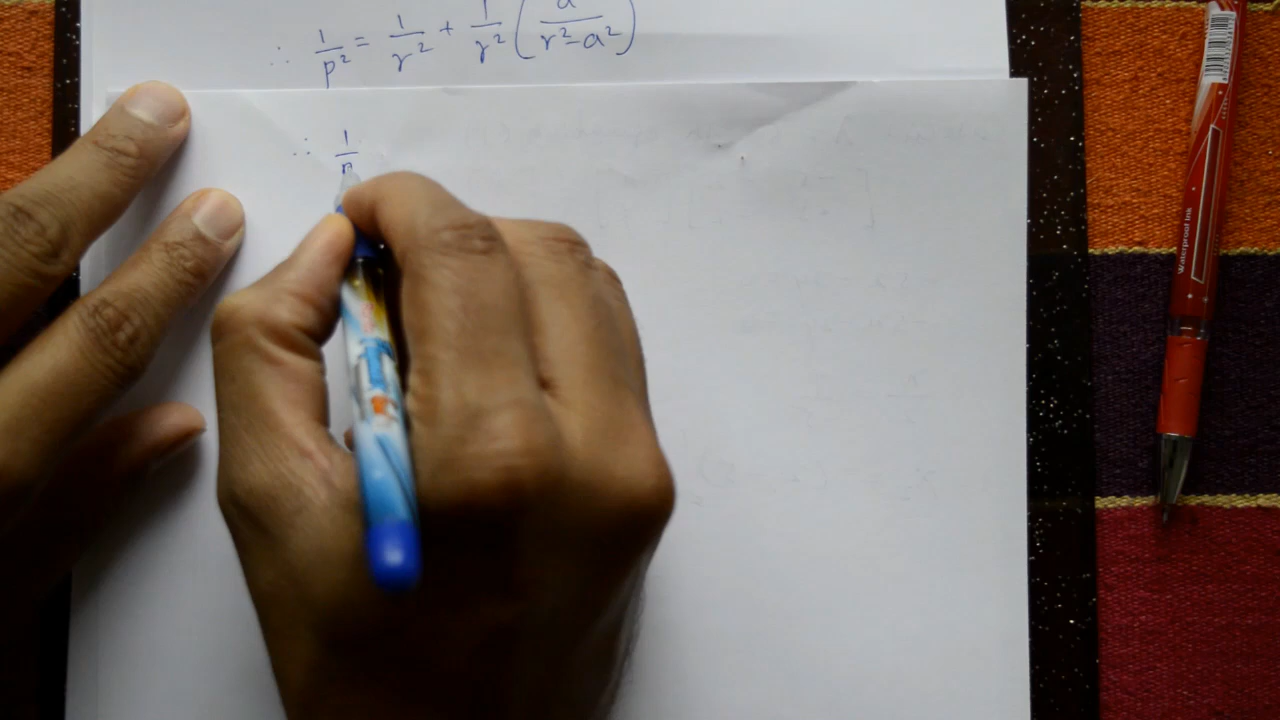 ∴ 1/p² = 1/r² + 1/r² (a/r²-a²)
∴ 1/p
Waterproof Ink